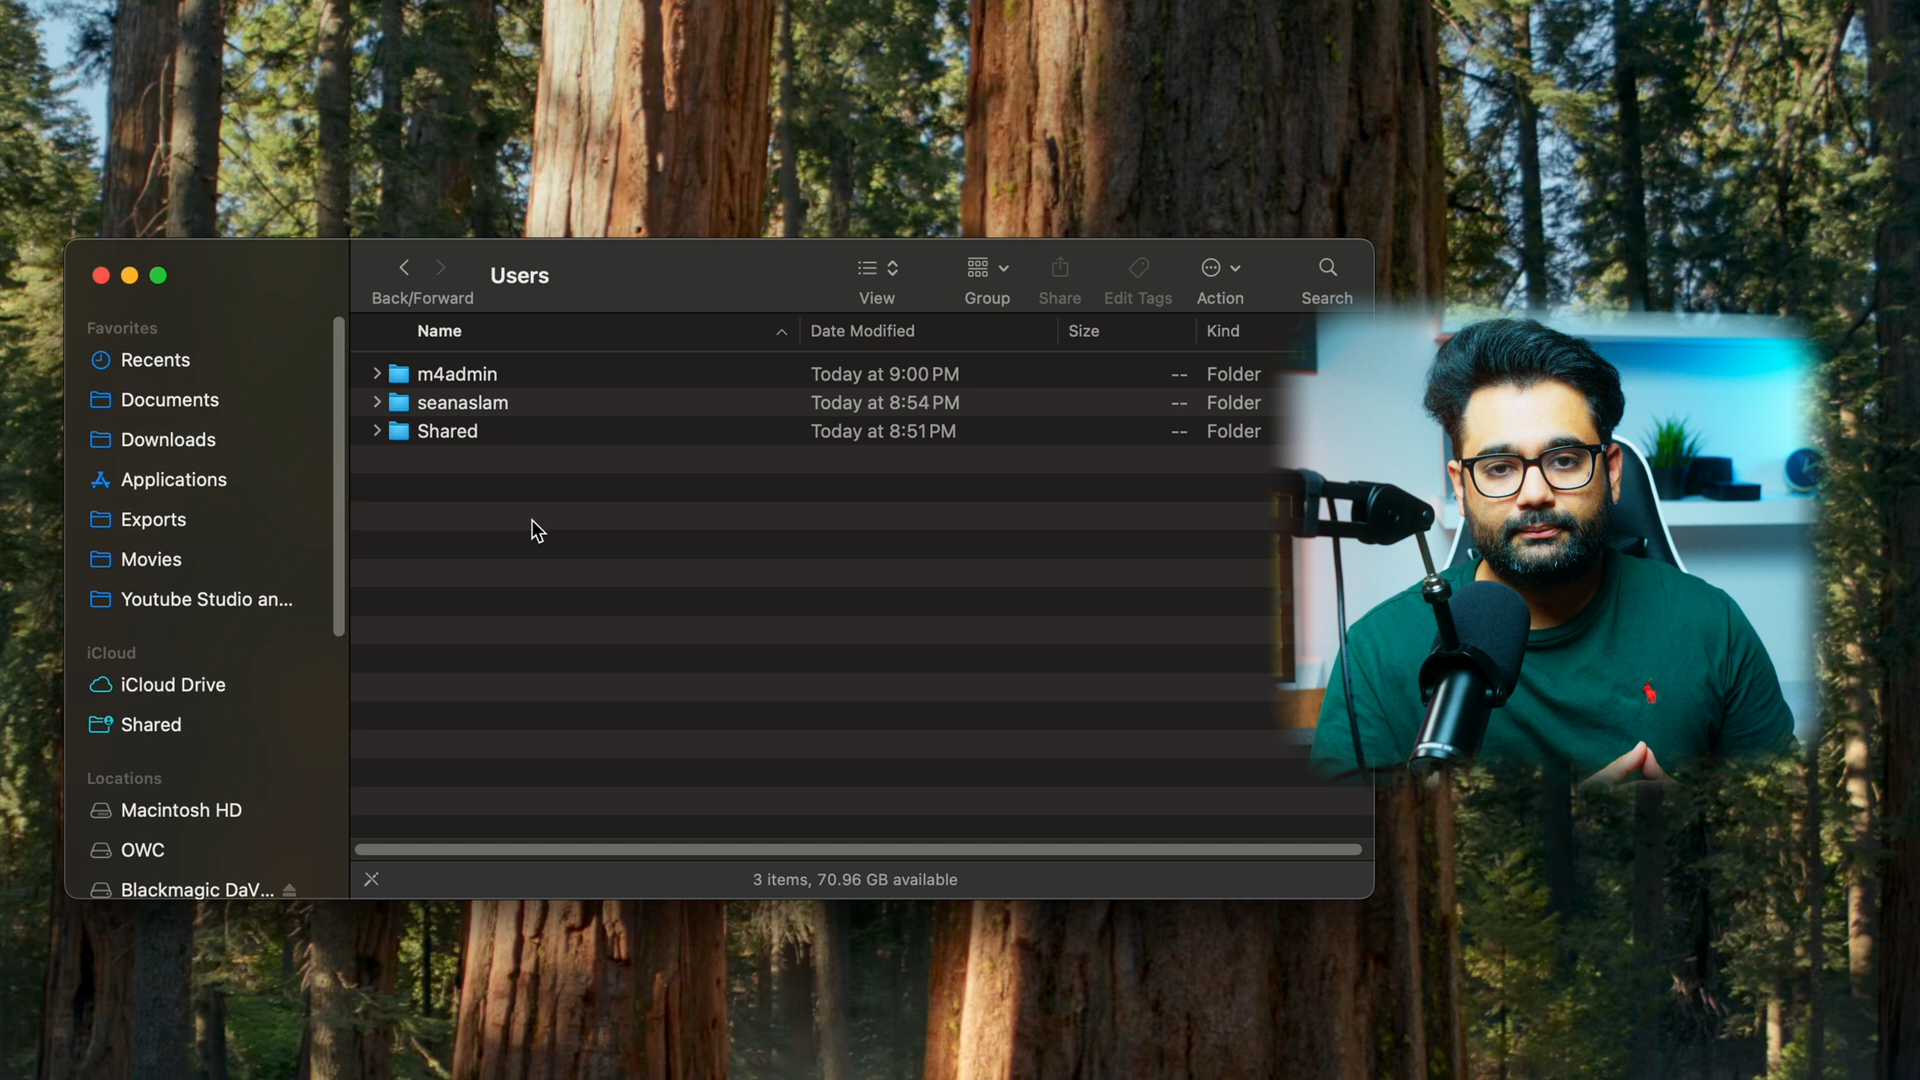 Users
Back/Forward
View
Group
Share
Edit Tags
Action
Search
Favorites
Recents
Documents
Downloads
Applications
Exports
Movies
Youtube Studio an...
iCloud
iCloud Drive
Shared
Locations
Macintosh HD
OWC
Blackmagic DaV...
Name Date Modified Size Kind
m4admin Today at 9:00 PM -- Folder
seanaslam Today at 8:54 PM -- Folder
Shared Today at 8:51 PM -- Folder
3 items, 70.96 GB available